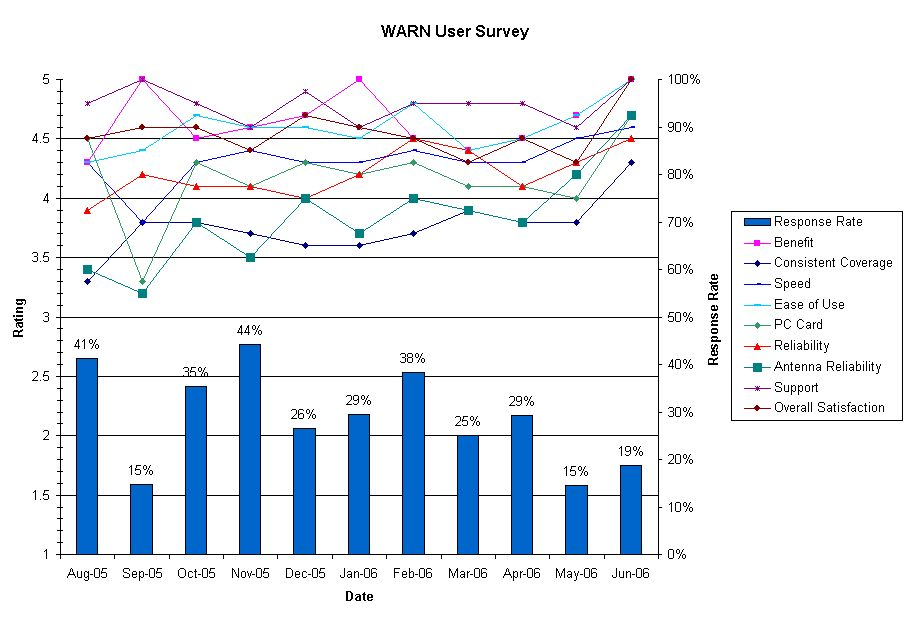 WARN User Survey
5
4.5
4
3.5
3
2.5
2
1.5
1
Rating
100%
90%
80%
70%
60%
50%
40%
30%
20%
10%
0%
Response Rate
41%
15%
35%
44%
26%
29%
38%
25%
29%
15%
19%
Aug-05 Sep-05 Oct-05 Nov-05 Dec-05 Jan-06 Feb-06 Mar-06 Apr-06 May-06 Jun-06
Date
Response Rate
Benefit
Consistent Coverage
Speed
Ease of Use
PC Card
Reliability
Antenna Reliability
Support
Overall Satisfaction